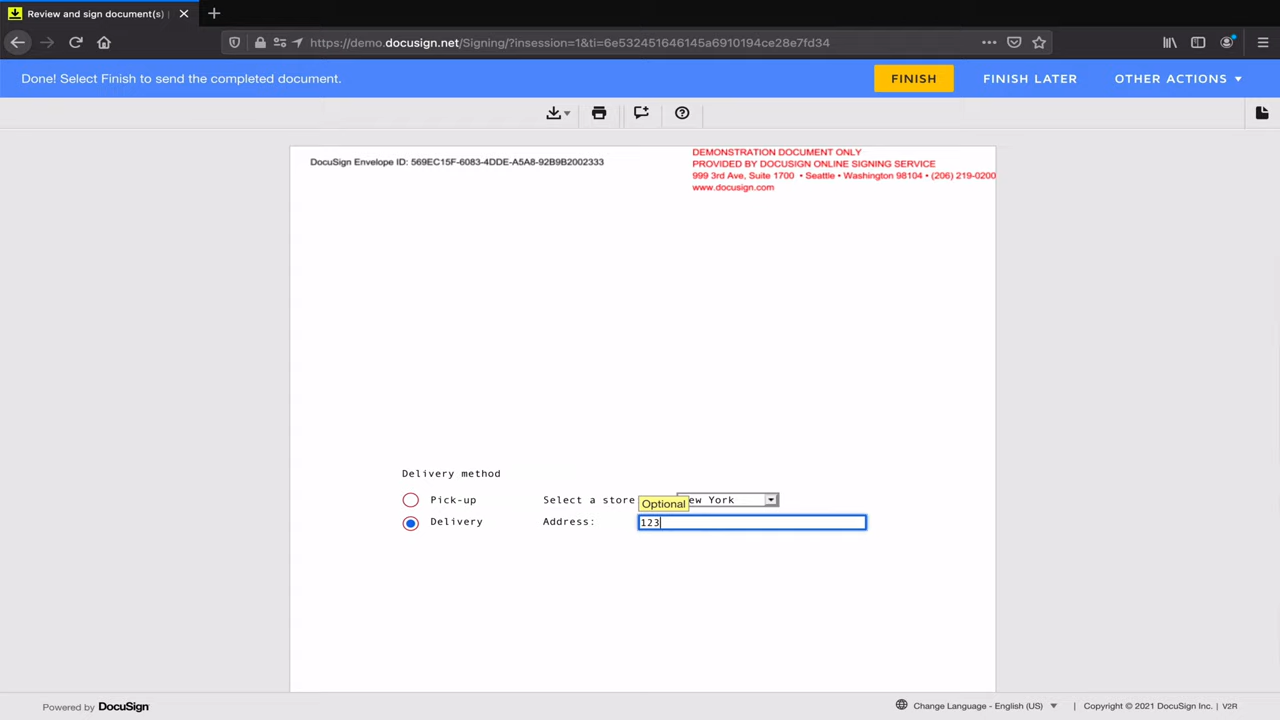 Review and sign document(s)
https://demo.docusign.net/Signing/?insession=1&ti=6e532451646145a6910194ce28e7fd34
Done! Select Finish to send the completed document.
FINISH
FINISH LATER
OTHER ACTIONS
DocuSign Envelope ID: 569EC15F-6083-4DDE-A5A8-92B9B2002333
DEMONSTRATION DOCUMENT ONLY
PROVIDED BY DOCUSIGN ONLINE SIGNING SERVICE
999 3rd Ave, Suite 1700 • Seattle • Washington 98104 • (206) 219-0200
www.docusign.com
Delivery method
Pick-up Select a store ew York
Optional
Delivery Address: 123
Powered by DocuSign
Change Language - English (US) | Copyright © 2021 DocuSign Inc. | V2R